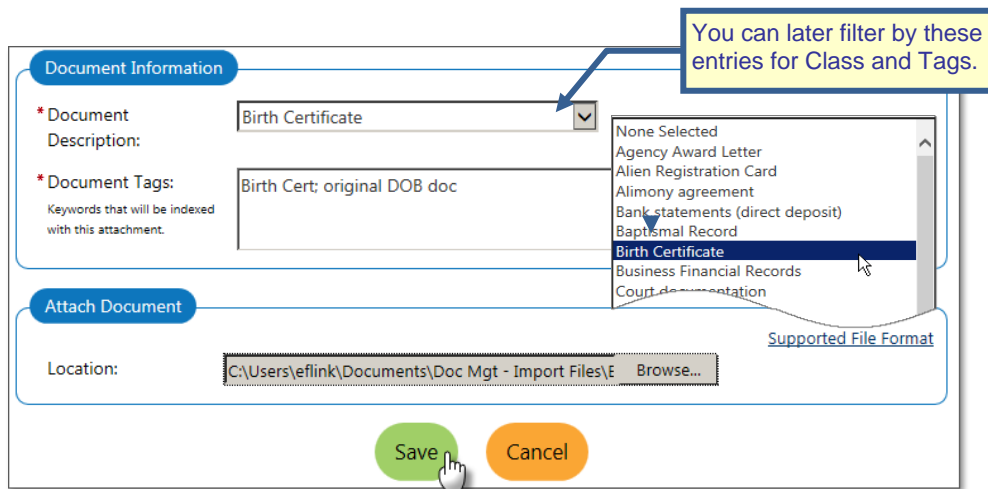 You can later filter by these
entries for Class and Tags.
Document Information
* Document
Description:
Birth Certificate
* Document Tags:
Keywords that will be indexed
with this attachment.
Birth Cert; original DOB doc
None Selected
Agency Award Letter
Alien Registration Card
Alimony agreement
Bank statements (direct deposit)
Baptismal Record
Birth Certificate
Business Financial Records
Court documentation
Attach Document
Supported File Format
Location:
C:\Users\eflink\Documents\Doc Mgt - Import Files\E
Browse...
Save
Cancel